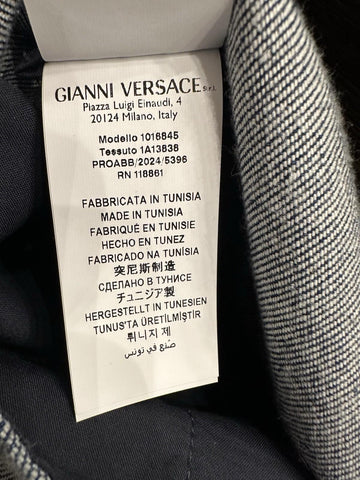 GIANNI VERSACE S.r.l.
Piazza Luigi Einaudi, 4
20124 Milano, Italy
Modello 1016845
Tessuto 1A13838
PROABB/2024/5396
RN 118861
FABBRICATA IN TUNISIA
MADE IN TUNISIA
FABRIQUÉ EN TUNISIE
HECHO EN TUNEZ
FABRICADO NA TUNÍSIA
突尼斯制造
СДЕЛАНО В ТУНИСЕ
チュニジア製
HERGESTELLT IN TUNESIEN
TUNUS'TA ÜRETİLMİŞTİR
튀니지 제
صنع في تونس